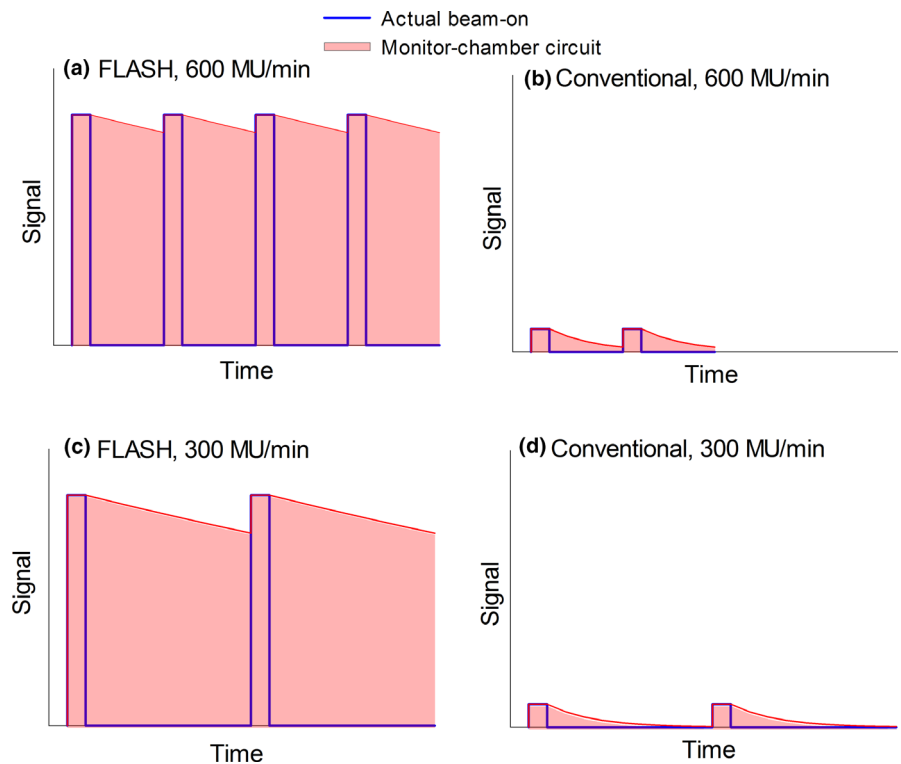 Actual beam-on
Monitor-chamber circuit
(a) FLASH, 600 MU/min
Signal
Time
(b) Conventional, 600 MU/min
Signal
Time
(c) FLASH, 300 MU/min
Signal
Time
(d) Conventional, 300 MU/min
Signal
Time